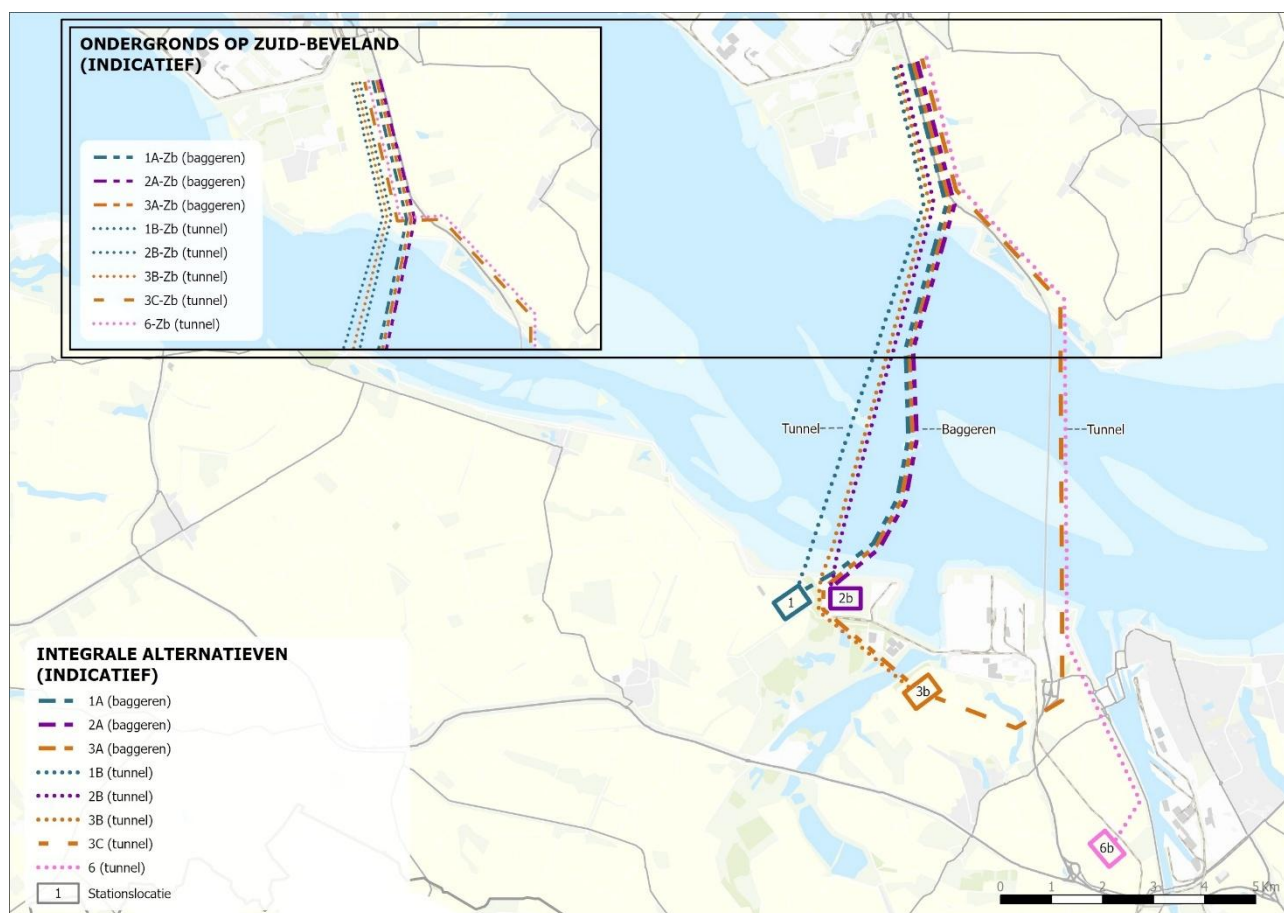 ONDERGRONDS OP ZUID-BEVELAND
(INDICATIEF)
1A-Zb (baggeren)
2A-Zb (baggeren)
3A-Zb (baggeren)
1B-Zb (tunnel)
2B-Zb (tunnel)
3B-Zb (tunnel)
3C-Zb (tunnel)
6-Zb (tunnel)
Tunnel
Baggeren
Tunnel
1
2b
3b
6b
INTEGRALE ALTERNATIEVEN
(INDICATIEF)
1A (baggeren)
2A (baggeren)
3A (baggeren)
1B (tunnel)
2B (tunnel)
3B (tunnel)
3C (tunnel)
6 (tunnel)
1 Stationslocatie
0 1 2 3 4 5 Km